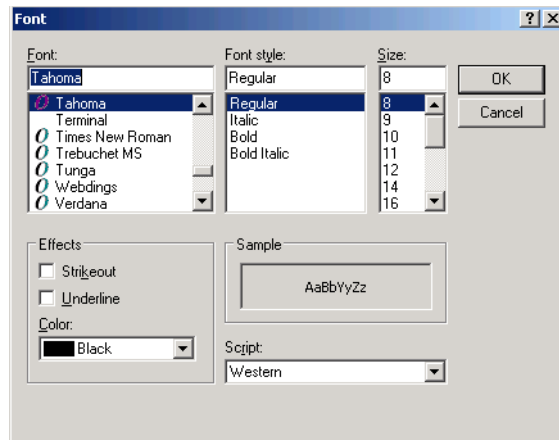 Font
Font:
Font style:
Size:
Tahoma
Regular
8
OK
Cancel
Tahoma
Terminal
Times New Roman
Trebuchet MS
Tunga
Webdings
Verdana
Regular
Italic
Bold
Bold Italic
8
9
10
11
12
14
16
Effects
Strikeout
Underline
Color:
Black
Sample
AaBbYyZz
Script:
Western